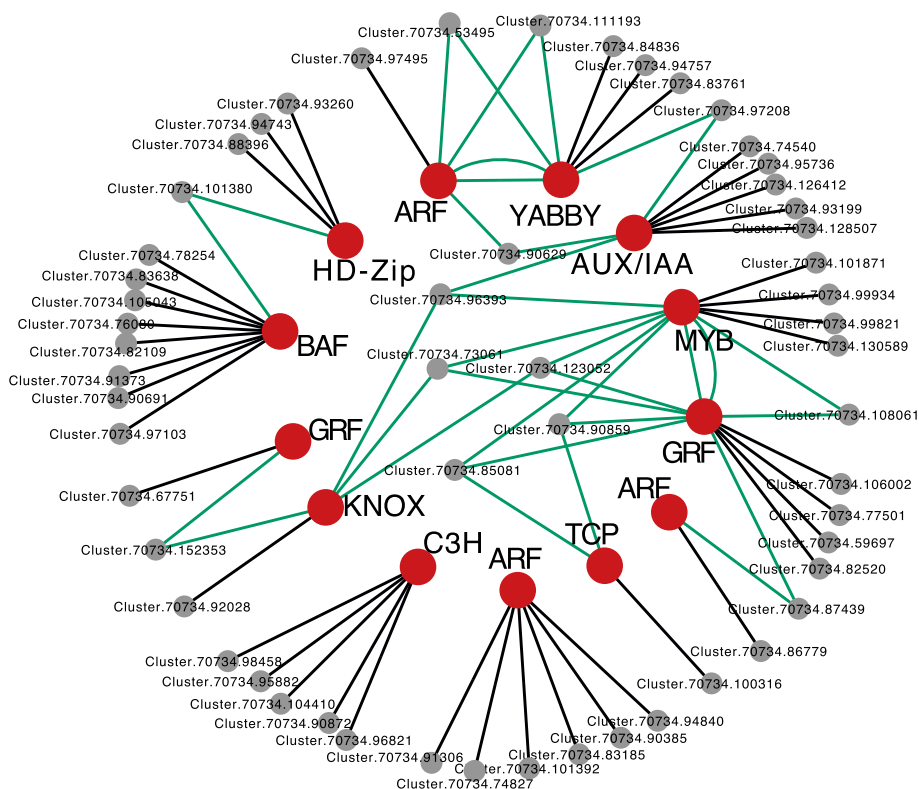 Cluster.70734.111193
Cluster.70734.53495
Cluster.70734.84836
Cluster.70734.97495
Cluster.70734.94757
Cluster.70734.83761
Cluster.70734.93260
Cluster.70734.97208
Cluster.70734.94743
Cluster.70734.88396
Cluster.70734.74540
Cluster.70734.95736
Cluster.70734.101380
Cluster.70734.126412
ARF
YABBY
Cluster.70734.93199
Cluster.70734.128507
Cluster.70734.78254
Cluster.70734.90629
AUX/IAA
HD-Zip
Cluster.70734.101871
Cluster.70734.83638
Cluster.70734.105043
Cluster.70734.96393
Cluster.70734.99934
Cluster.70734.76080
Cluster.70734.99821
BAF
MYB
Cluster.70734.130589
Cluster.70734.82109
Cluster.70734.73061
Cluster.70734.123052
Cluster.70734.91373
Cluster.70734.90691
Cluster.70734.108061
Cluster.70734.97103
GRF
Cluster.70734.90859
GRF
Cluster.70734.85081
Cluster.70734.106002
ARF
Cluster.70734.67751
KNOX
Cluster.70734.77501
TCP
Cluster.70734.59697
Cluster.70734.152353
C3H
ARF
Cluster.70734.82520
Cluster.70734.92028
Cluster.70734.87439
Cluster.70734.86779
Cluster.70734.98458
Cluster.70734.95882
Cluster.70734.100316
Cluster.70734.104410
Cluster.70734.90872
Cluster.70734.94840
Cluster.70734.96821
Cluster.70734.90385
Cluster.70734.91306
Cluster.70734.83185
Cluster.70734.101392
Cluster.70734.74827